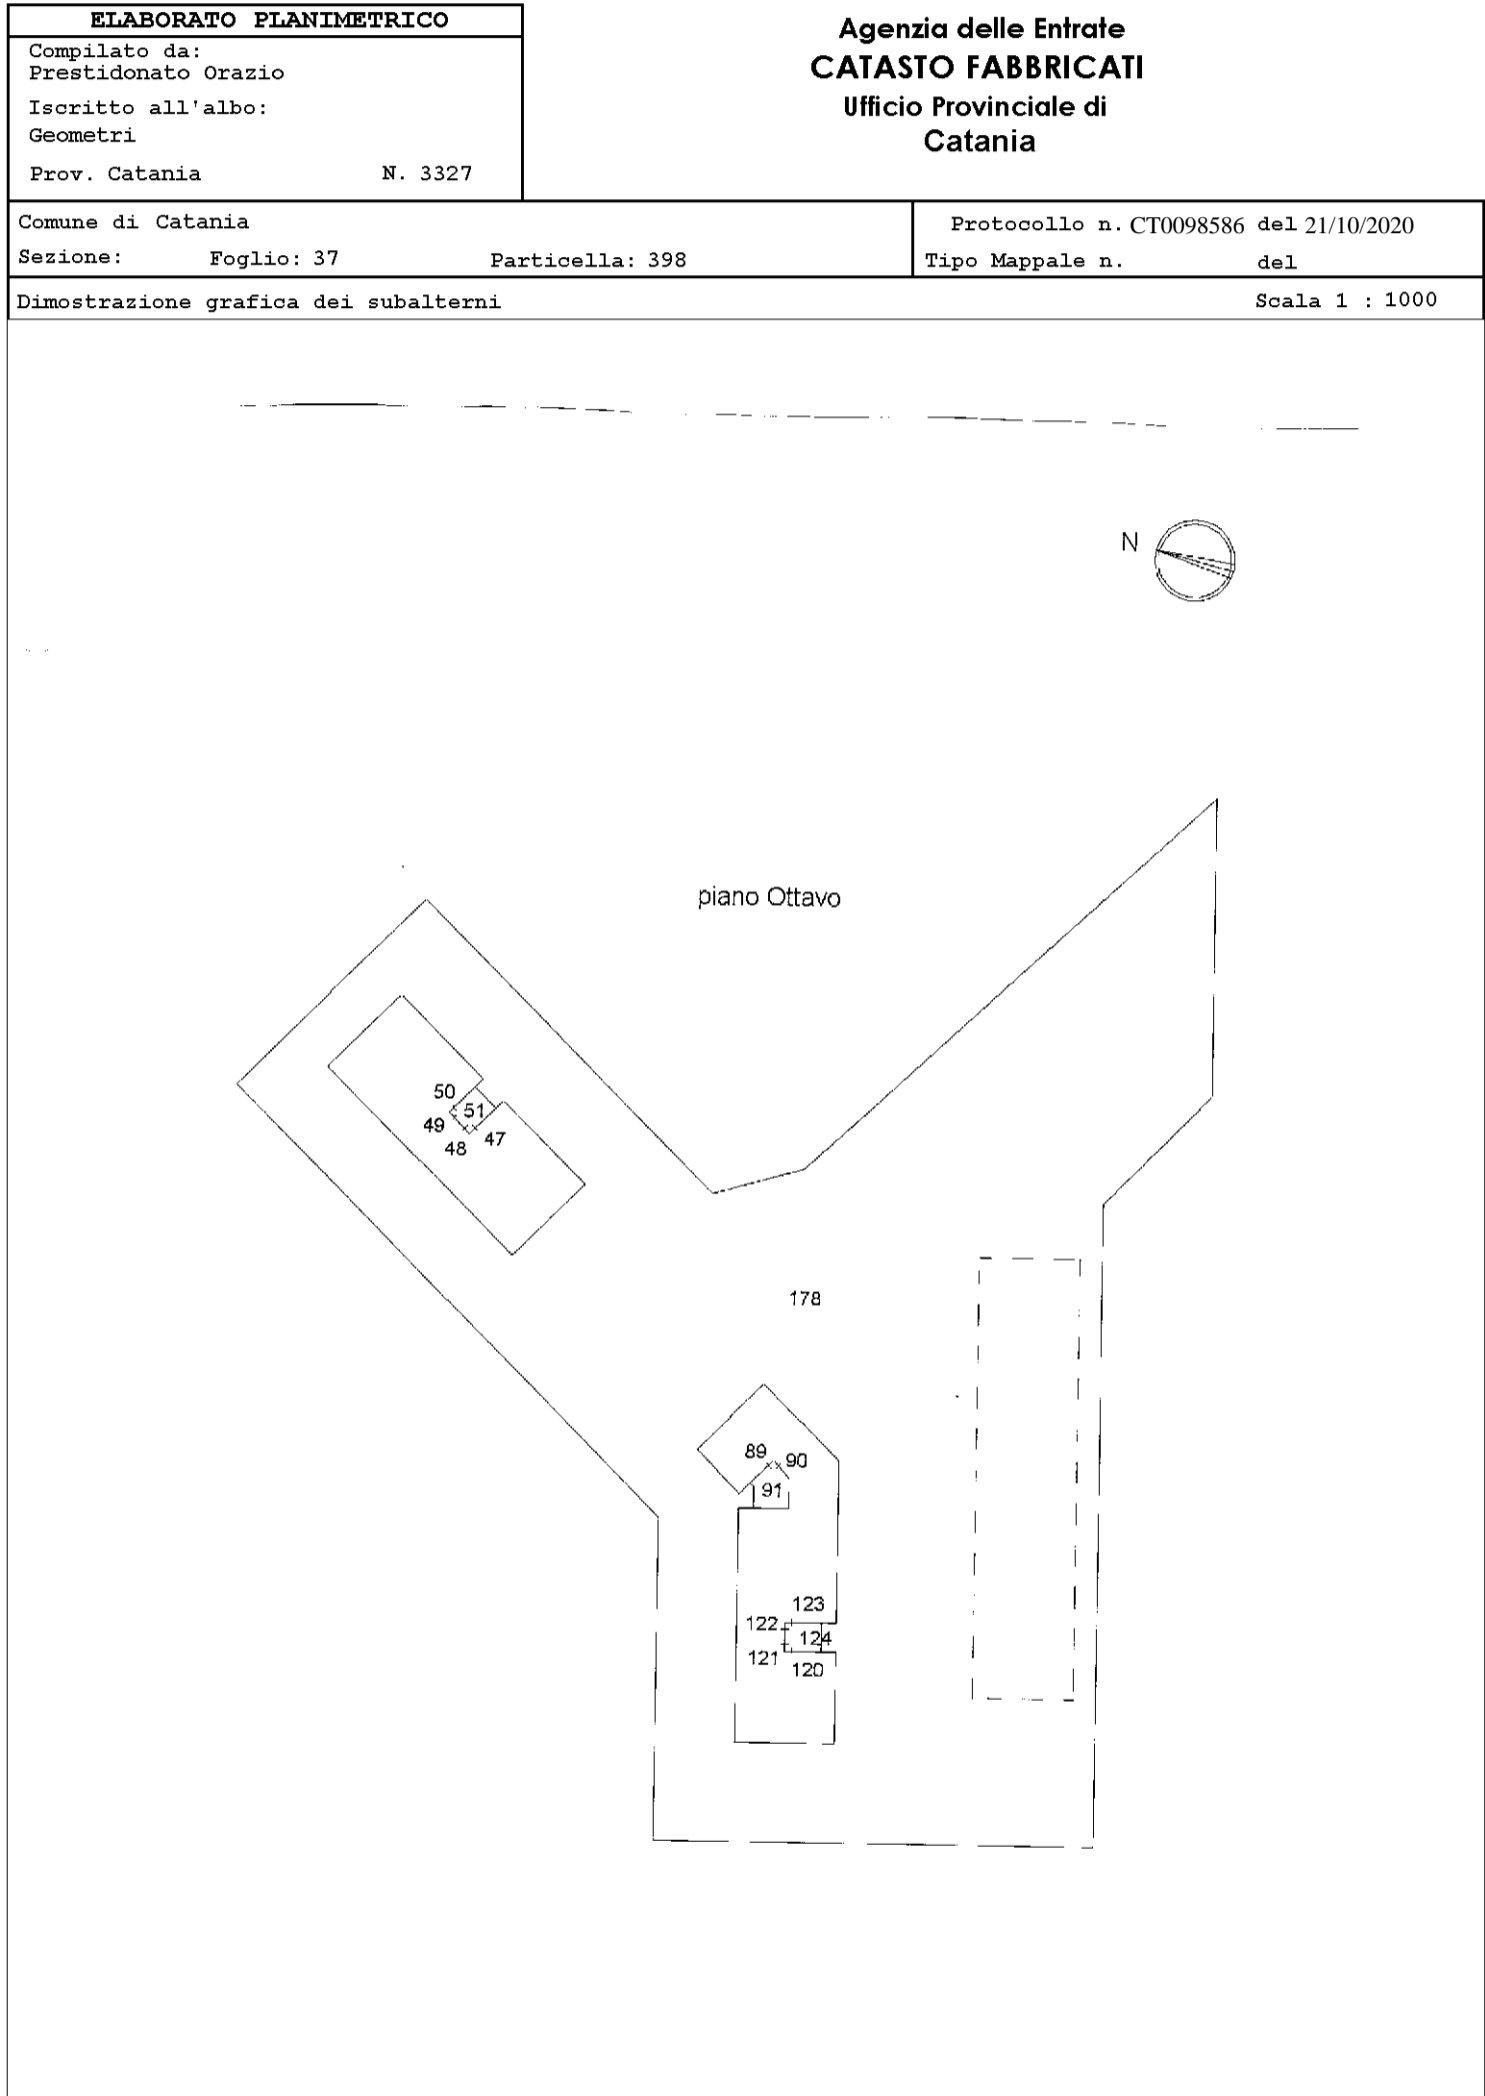 ELABORATO PLANIMETRICO
Compilato da:
Prestidonato Orazio
Iscritto all'albo:
Geometri
Prov. Catania N. 3327
Agenzia delle Entrate
CATASTO FABBRICATI
Ufficio Provinciale di
Catania
Comune di Catania
Sezione: Foglio: 37 Particella: 398
Protocollo n. CT0098586 del 21/10/2020
Tipo Mappale n. del
Dimostrazione grafica dei subalterni Scala 1 : 1000
N
piano Ottavo
50
51
49
47
48
178
89
90
91
123
122
124
121
120